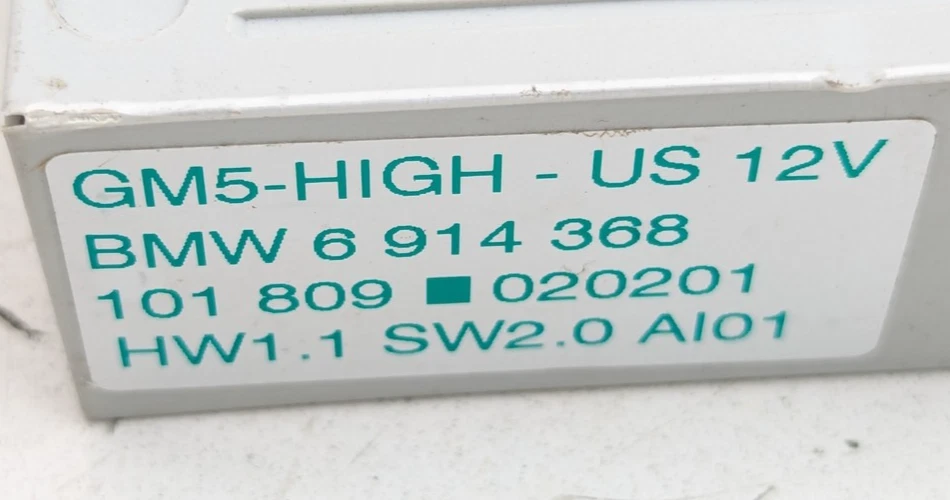 GM5-HIGH - US 12V
BMW 6 914 368
101 809 ■ 020201
HW1.1 SW2.0 AI01